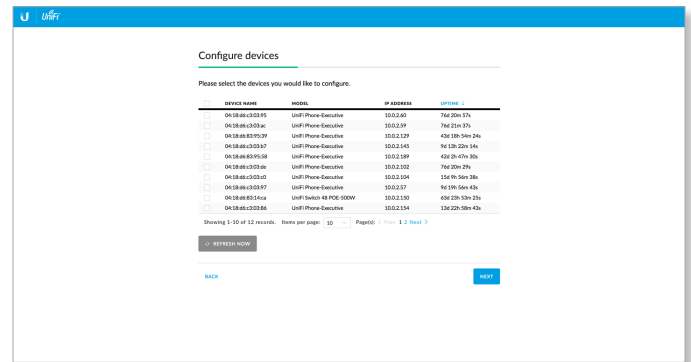 UniFi
Configure devices
Please select the devices you would like to configure.
DEVICE NAME MODEL IP ADDRESS UPTIME
04:18:d6:c3:03:95 UniFi Phone-Executive 10.0.2.60 76d 20m 57s
04:18:d6:c3:03:ac UniFi Phone-Executive 10.0.2.59 76d 21m 37s
04:18:d6:83:95:39 UniFi Phone-Executive 10.0.2.129 43d 18h 54m 24s
04:18:d6:c3:03:b7 UniFi Phone-Executive 10.0.2.145 9d 13h 22m 14s
04:18:d6:83:95:58 UniFi Phone-Executive 10.0.2.189 42d 2h 47m 30s
04:18:d6:c3:03:de UniFi Phone-Executive 10.0.2.102 76d 20m 29s
04:18:d6:c3:03:c0 UniFi Phone-Executive 10.0.2.104 15d 9h 56m 38s
04:18:d6:c3:03:97 UniFi Phone-Executive 10.0.2.57 9d 19h 56m 43s
04:18:d6:83:14:ca UniFi Switch 48 POE-500W 10.0.2.150 63d 23h 53m 25s
04:18:d6:c3:03:B6 UniFi Phone-Executive 10.0.2.154 13d 22h 58m 43s
Showing 1-10 of 12 records. Items per page: 10 Page(s): < Prev 1 2 Next >
REFRESH NOW
BACK NEXT